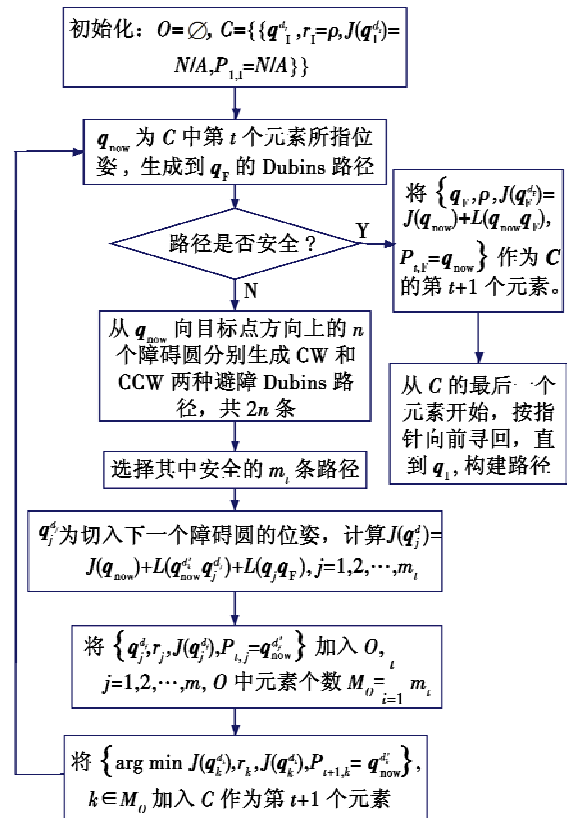 初始化：O=∅, C={{q_I^{d_i},r_I=ρ,J(q_I^{d_i})=
N/A,P_{1,I}=N/A}}
q_now 为 C 中第 t 个元素所指位
姿，生成到 q_F 的 Dubins 路径
路径是否安全？
Y
N
将 {q_F,ρ,J(q_F^{d_F})=
J(q_now)+L(q_now q_F),
P_{t,F}=q_now} 作为 C
的第 t+1 个元素。
从 C 的最后一个
元素开始，按指
针向前寻回，直
到 q_I,构建路径
从 q_now 向目标点方向上的 n
个障碍圆分别生成 CW 和
CCW 两种避障 Dubins 路
径，共 2n 条
选择其中安全的 m_t 条路径
q_j^{d_j}为切入下一个障碍圆的位姿，计算J(q_j^{d_j})=
J(q_now)+L(q_now^{d_t'} q_j^{d_j})+L(q_j q_F),j=1,2,⋯,m_t
将 {q_j^{d_j},r_j,J(q_j^{d_j}),P_{t,j}=q_now^{d_t'}} 加入 O,
j=1,2,⋯,m, O 中元素个数 M_O= t i=1 m_t
将 {arg min J(q_k^{d_k}),r_k,J(q_k^{d_k}),P_{t+1,k}= q_now^{d_t'}},
k∈M_O 加入 C 作为第 t+1 个元素